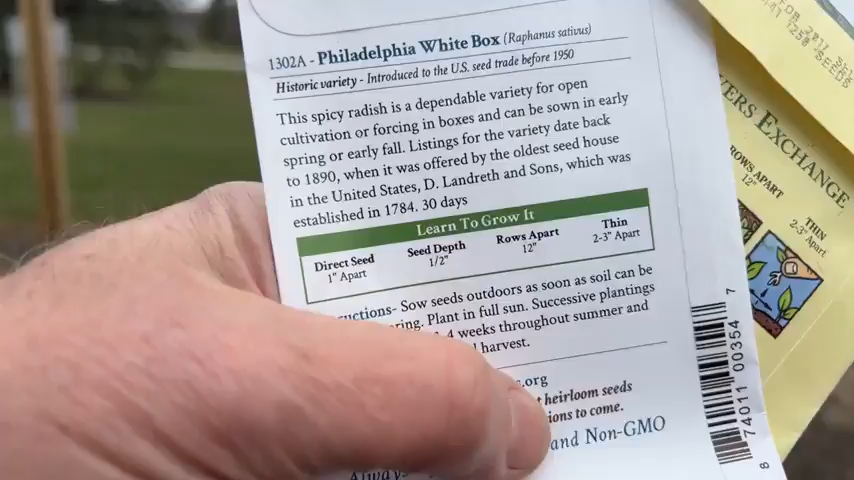 1302A - Philadelphia White Box (Raphanus sativus)
Historic variety - Introduced to the U.S. seed trade before 1950
This spicy radish is a dependable variety for open
cultivation or forcing in boxes and can be sown in early
spring or early fall. Listings for the variety date back
to 1890, when it was offered by the oldest seed house
in the United States, D. Landreth and Sons, which was
established in 1784. 30 days
Learn To Grow It
Direct Seed Seed Depth Rows Apart Thin
1" Apart 1/2" 12" 2-3" Apart
uctions- Sow seeds outdoors as soon as soil can be
ring. Plant in full sun. Successive plantings
4 weeks throughout summer and
harvest.
.org
t heirloom seeds
ions to come.
and Non-GMO
Always
8 74011 00354 7
VERS EXCHANGE
ROWS APART
12"
THIN
2-3" Apart